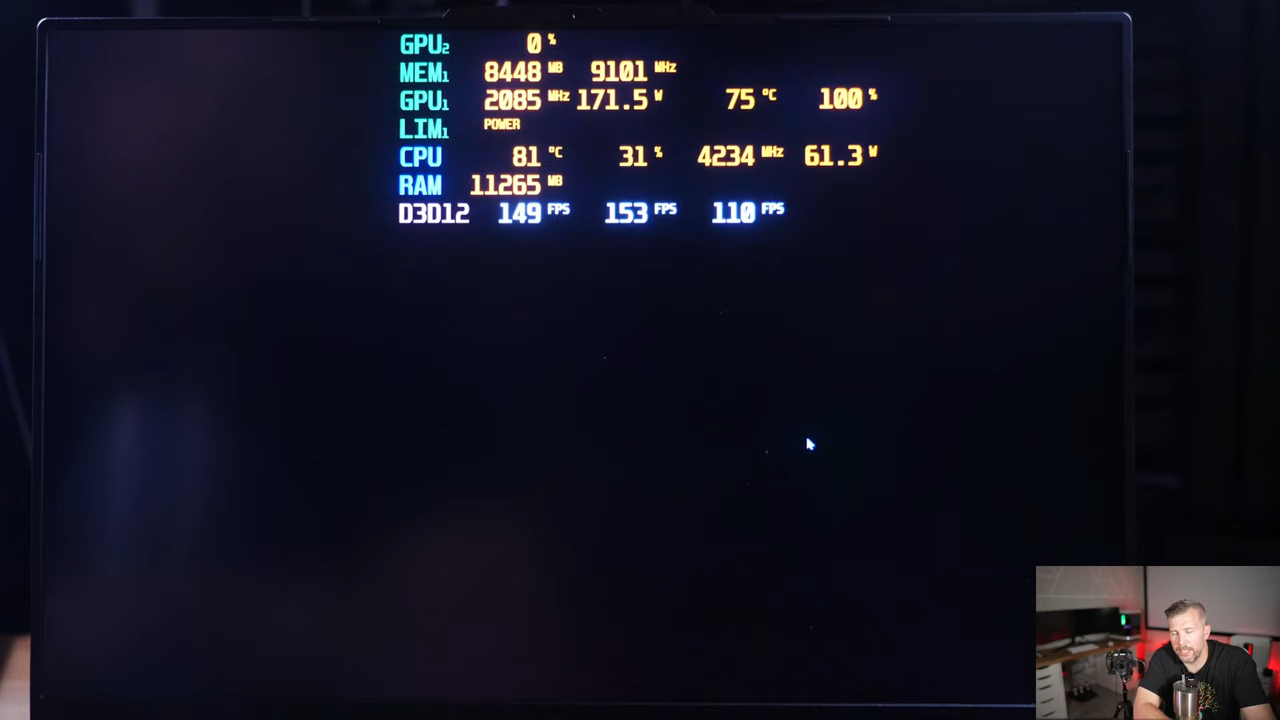 GPU2 0 %
MEM1 8448 MB 9101 MHz
GPU1 2085 MHz 171.5 W 75 °C 100 %
LIM1 POWER
CPU 81 °C 31 % 4234 MHz 61.3 W
RAM 11265 MB
D3D12 149 FPS 153 FPS 110 FPS